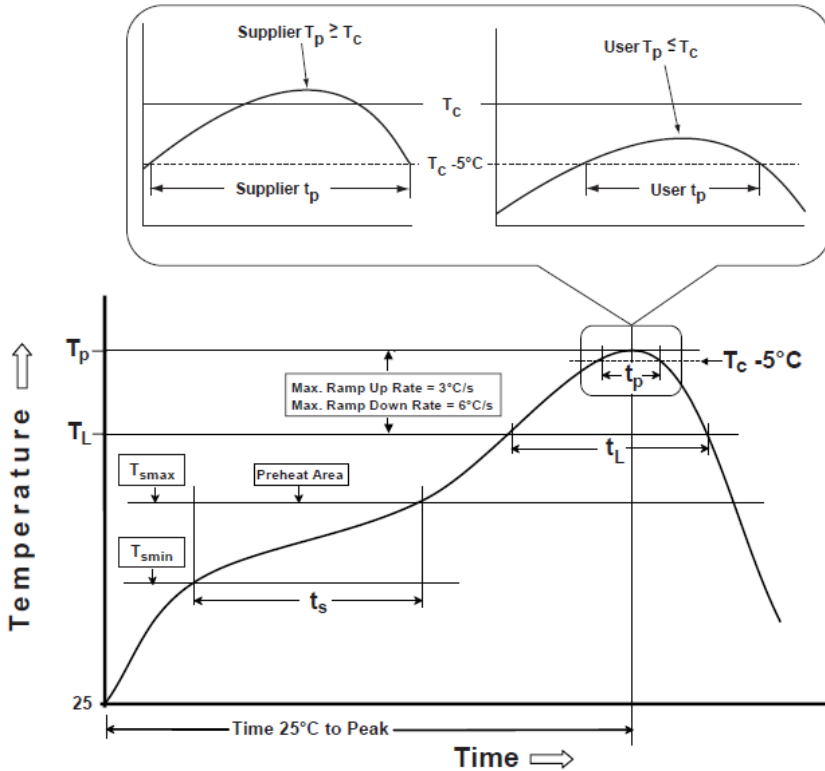 Supplier Tp ≥ Tc
User Tp ≤ Tc
Tc
Tc -5°C
Supplier tp
User tp
Tp
Tc -5°C
tp
Max. Ramp Up Rate = 3°C/s
Max. Ramp Down Rate = 6°C/s
TL
tL
Tsmax
Preheat Area
Tsmin
ts
Temperature
25
Time 25°C to Peak
Time